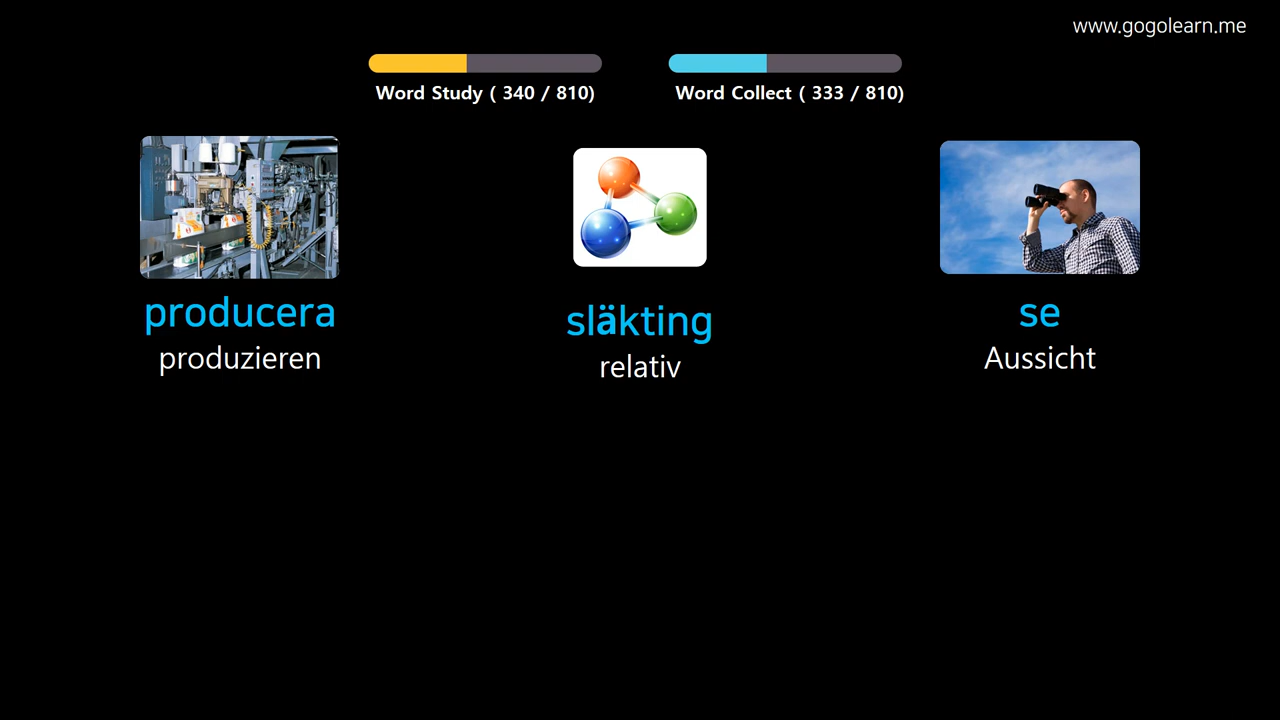 www.gogolearn.me
Word Study ( 340 / 810)
Word Collect ( 333 / 810)
producera
produzieren
släkting
relativ
se
Aussicht